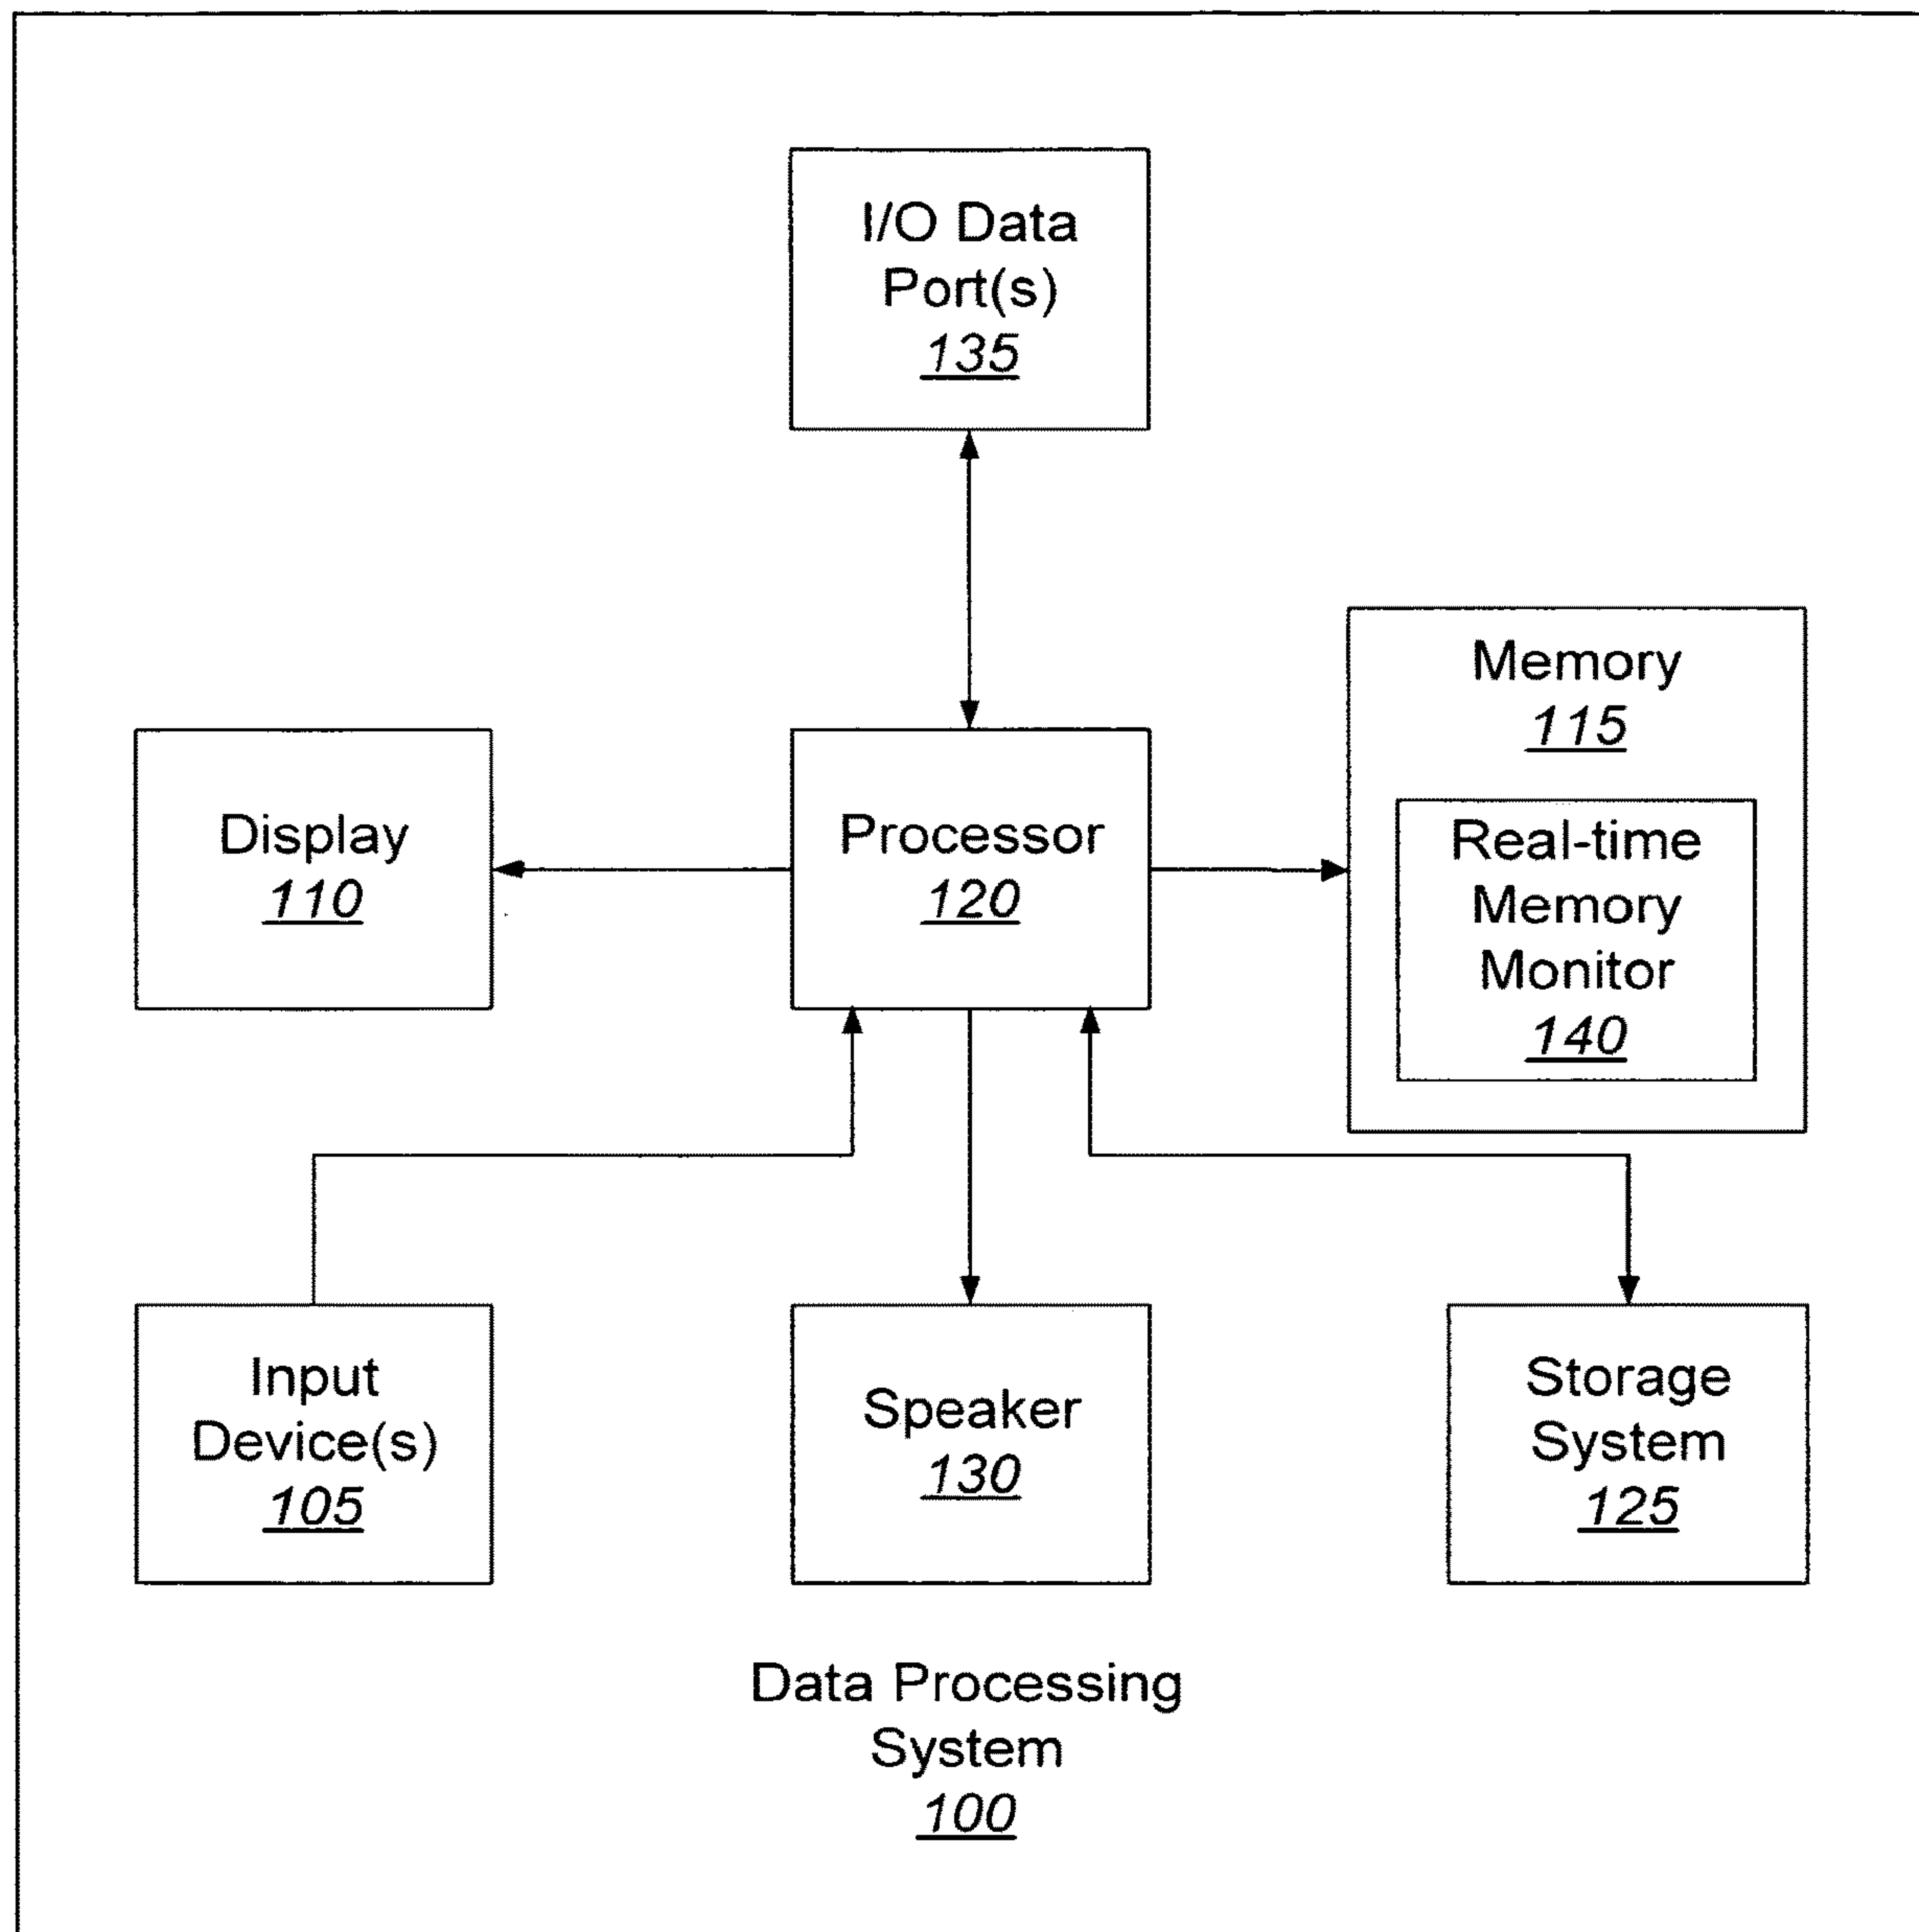 I/O Data
Port(s)
135
Memory
115
Display
110
Processor
120
Real-time
Memory
Monitor
140
Input
Device(s)
105
Speaker
130
Storage
System
125
Data Processing
System
100